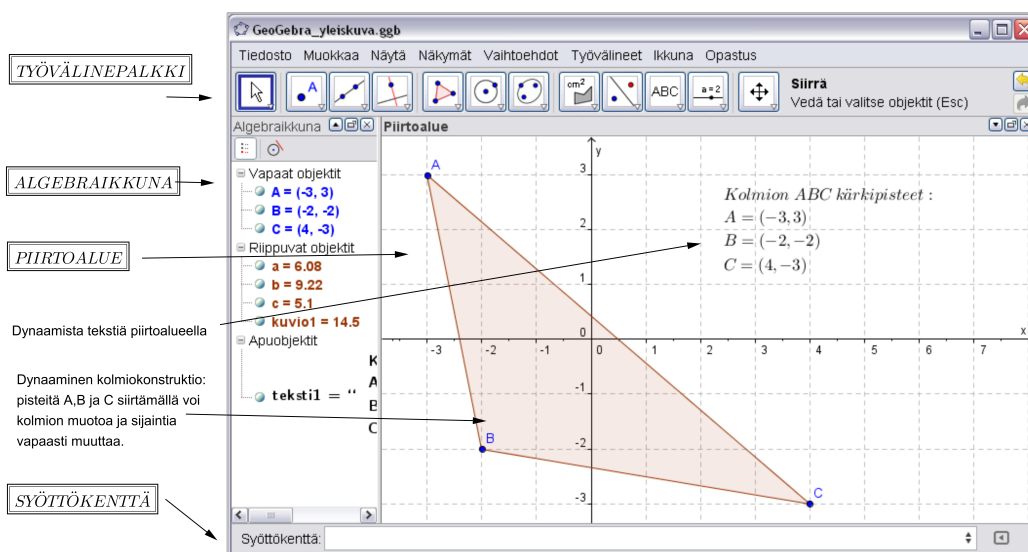 GeoGebra_yleiskuva.ggb
Tiedosto Muokkaa Näytä Näkymät Vaihtoehdot Työvälineet Ikkuna Opastus
TYÖVÄLINEPALKKI
A
cm²
ABC
a=2
Siirrä
Vedä tai valitse objektit (Esc)
Algebraikkuna
Piirtoalue
ALGEBRAIKKUNA
Vapaat objektit
A = (-3, 3)
B = (-2, -2)
C = (4, -3)
Riippuvat objektit
a = 6.08
b = 9.22
c = 5.1
kuvio1 = 14.5
Apuobjektit
K
A
teksti1 = “
B
C
PIIRTOALUE
Dynaamista tekstiä piirtoalueella
Dynaaminen kolmiokonstruktio:
pisteitä A,B ja C siirtämällä voi
kolmion muotoa ja sijaintia
vapaasti muuttaa.
SYÖTTÖKENTTÄ
y
A
3
2
1
0
-1
-2
-3
-3 -2 -1 0 1 2 3 4 5 6 7
x
B
C
Kolmion ABC kärkipisteet :
A = (−3, 3)
B = (−2, −2)
C = (4, −3)
Syöttökenttä: